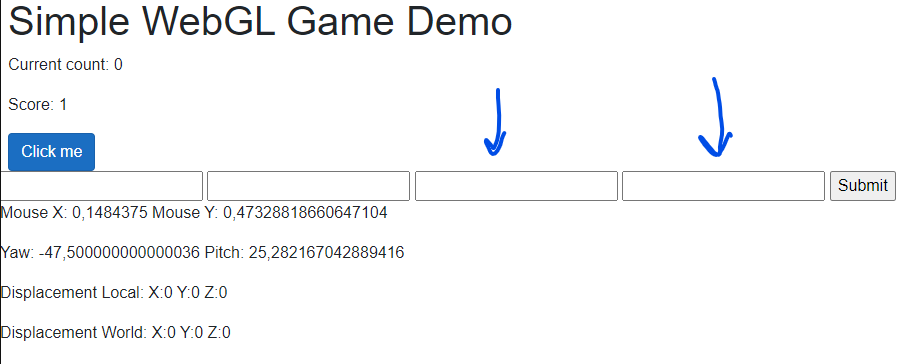 Simple WebGL Game Demo
Current count: 0
Score: 1
Click me
Submit
Mouse X: 0,1484375 Mouse Y: 0,47328818660647104
Yaw: -47,500000000000036 Pitch: 25,282167042889416
Displacement Local: X:0 Y:0 Z:0
Displacement World: X:0 Y:0 Z:0